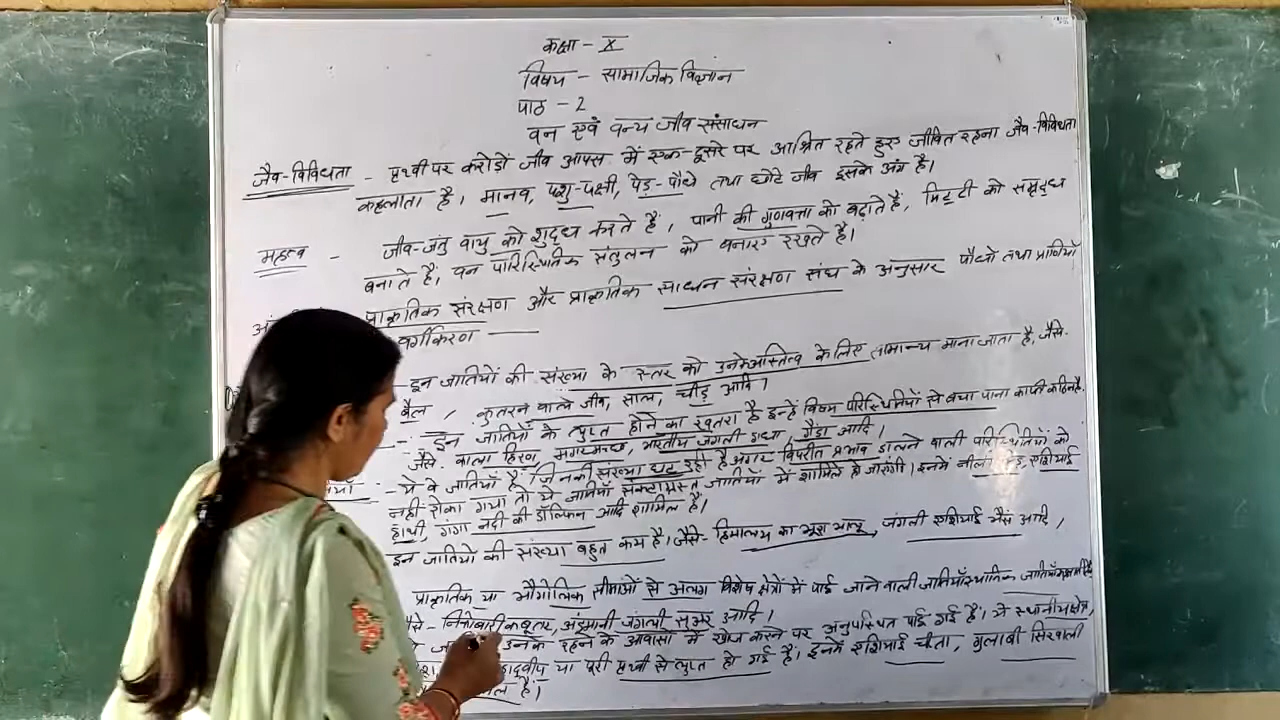 कक्षा - X
विषय - सामाजिक विज्ञान
पाठ - 2
वन एवं वन्य जीव संसाधन
जैव-विविधता - पृथ्वी पर करोड़ों जीव आपस में एक-दूसरे पर आश्रित रहते हुए जीवित रहना जैव-विविधता
कहलाता है। मानव, पशु-पक्षी, पेड़-पौधे तथा छोटे जीव इसके अंग है।
महत्व - जीव-जंतु वायु को शुद्ध करते हैं, पानी की गुणवत्ता को बढ़ाते हैं, मिट्टी को समृद्ध
बनाते हैं, वन पारिस्थितिक संतुलन को बनाए रखते है।
प्राकृतिक संरक्षण और प्राकृतिक साधन संरक्षण संघ के अनुसार पौधों तथा प्राणियों
वर्गीकरण
- इन जातियों की संख्या के स्तर को उनके अस्तित्व के लिए सामान्य माना जाता है, जैसे-
बैल, कुतरने वाले जीव, साल, चीड़ आदि।
- इन जातियों के लुप्त होने का खतरा है इन्हें विषम परिस्थितियों से बचा पाना काफी कठिन है.
जैसे- काला हिरण, मगरमच्छ, भारतीय जंगली गधा, गैंडा आदि।
- ये वे जातियाँ है, जिनकी संख्या घट रही है अगर विपरीत प्रभाव डालने वाली परिस्थितियों को
नही रोका गया तो ये जातियाँ संकटग्रस्त जातियों में शामिल हो जाएंगी। इनमें नीली एशियाई
हाथी, गंगा नदी की डॉल्फिन आदि शामिल है।
इन जातियों की संख्या बहुत कम है। जैसे- हिमालय का भूरा भालू, जंगली एशियाई भैंस आदि,
प्राकृतिक या भौगोलिक सीमाओं से अलग विशेष क्षेत्रों में पाई जाने वाली जातियाँ स्थानिक जातियाँ
निकोबारी कबूतर, अंडमानी जंगली सुअर आदि।
उनके रहने के आवासों में खोज करने पर अनुपस्थित पाई गई है। ये स्थानीय क्षेत्र,
या पूरी पृथ्वी से लुप्त हो गई है। इनमें एशियाई चीता, गुलाबी सिरवाली
है।